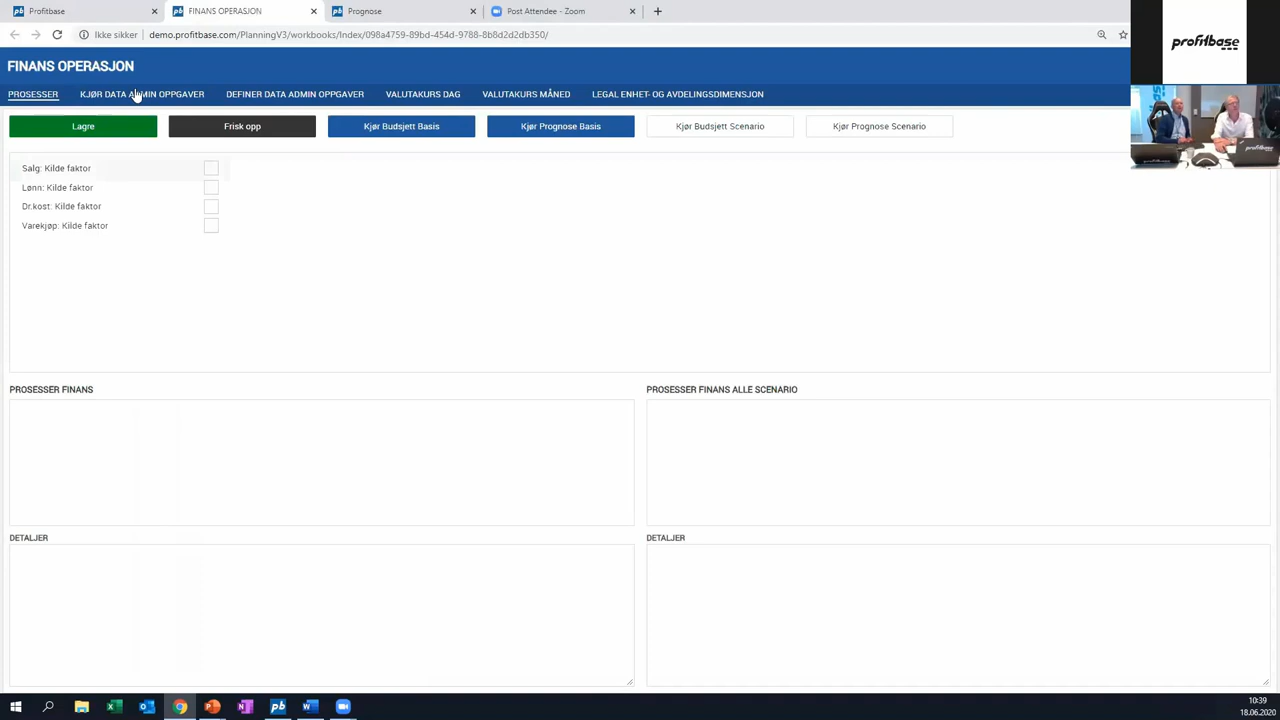 Profitbase
FINANS OPERASJON
Prognose
Post Attendee - Zoom
Ikke sikker
demo.profitbase.com/PlanningV3/workbooks/Index/098a4759-89bd-454d-9788-8b8d2d2db350/
profitbase
FINANS OPERASJON
PROSESSER
KJØR DATA ADMIN OPPGAVER
DEFINER DATA ADMIN OPPGAVER
VALUTAKURS DAG
VALUTAKURS MÅNED
LEGAL ENHET- OG AVDELINGSDIMENSJON
Lagre
Frisk opp
Kjør Budsjett Basis
Kjør Prognose Basis
Kjør Budsjett Scenario
Kjør Prognose Scenario
Salg: Kilde faktor
Lønn: Kilde faktor
Dr.kost: Kilde faktor
Varekjøp: Kilde faktor
PROSESSER FINANS
PROSESSER FINANS ALLE SCENARIO
DETALJER
DETALJER
10:39
18.06.2020